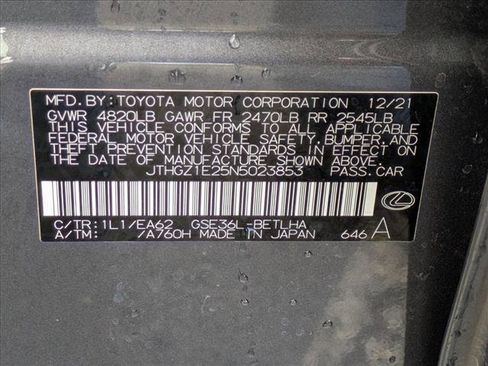 MFD. BY: TOYOTA MOTOR CORPORATION 12/21
GVWR 4820LB GAWR FR 2470LB RR 2545LB
THIS VEHICLE CONFORMS TO ALL APPLICABLE
FEDERAL MOTOR VEHICLE SAFETY, BUMPER, AND
THEFT PREVENTION STANDARDS IN EFFECT ON
THE DATE OF MANUFACTURE SHOWN ABOVE.
JTHGZ1E25N5023853 PASS. CAR
C/TR: 1L1/EA62 GSE36L-BETLHA
A/TM: /A760H MADE IN JAPAN 646 A